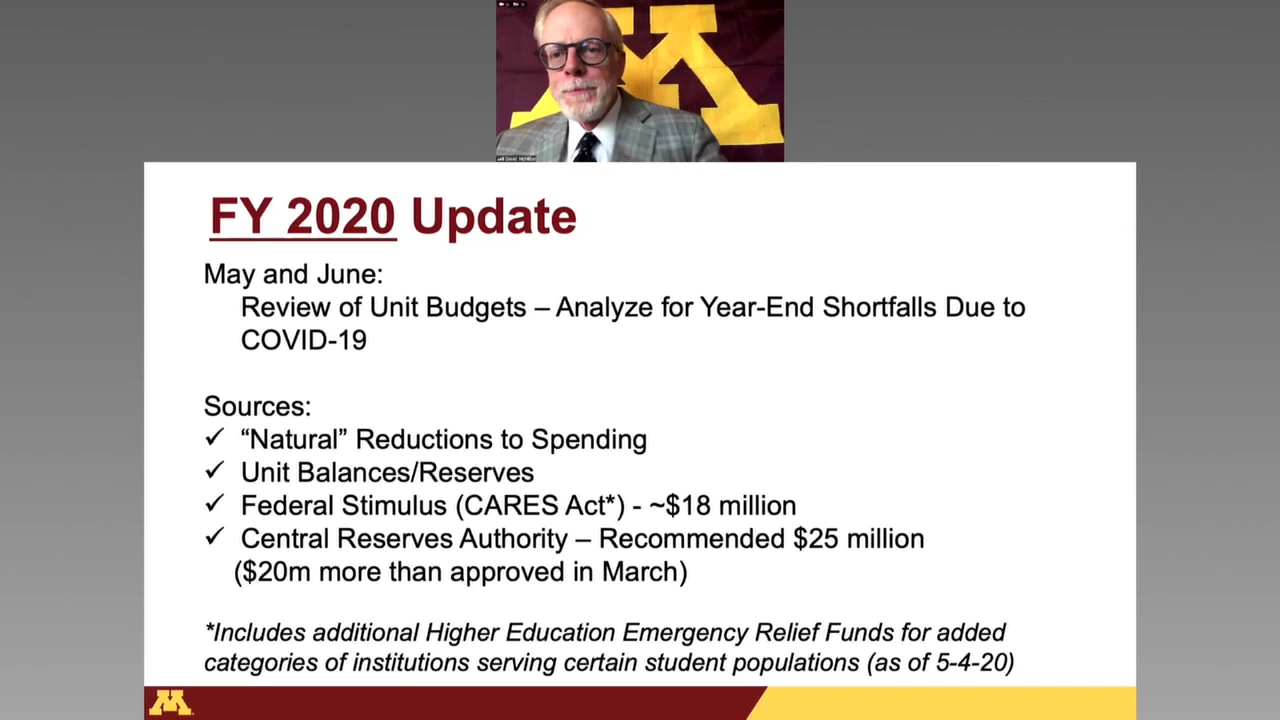 David McMillan
FY 2020 Update
May and June:
Review of Unit Budgets – Analyze for Year-End Shortfalls Due to
COVID-19
Sources:
✓ “Natural” Reductions to Spending
✓ Unit Balances/Reserves
✓ Federal Stimulus (CARES Act*) - ~$18 million
✓ Central Reserves Authority – Recommended $25 million
($20m more than approved in March)
*Includes additional Higher Education Emergency Relief Funds for added
categories of institutions serving certain student populations (as of 5-4-20)